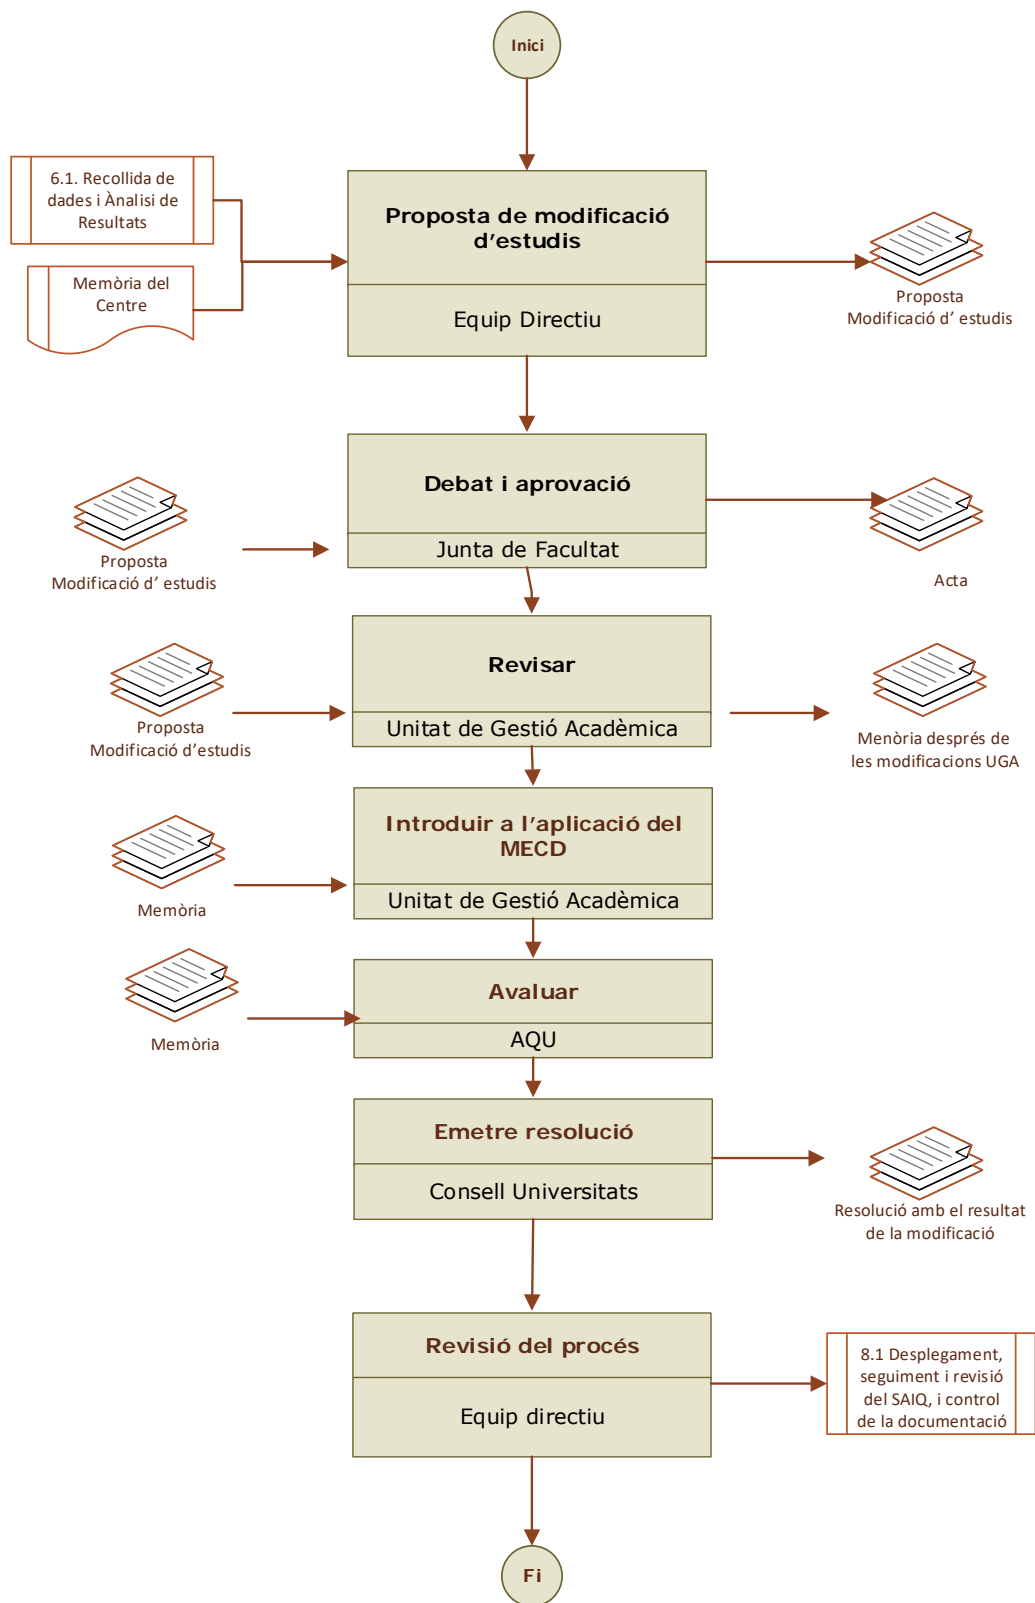 Inici
6.1. Recollida de
dades i Ànalisi de
Resultats
Memòria del
Centre
Proposta de modificació
d'estudis
Equip Directiu
Proposta
Modificació d' estudis
Debat i aprovació
Junta de Facultat
Proposta
Modificació d' estudis
Acta
Revisar
Unitat de Gestió Acadèmica
Proposta
Modificació d'estudis
Menòria després de
les modificacions UGA
Introduir a l'aplicació del
MECD
Unitat de Gestió Acadèmica
Memòria
Avaluar
AQU
Memòria
Emetre resolució
Consell Universitats
Resolució amb el resultat
de la modificació
Revisió del procés
Equip directiu
8.1 Desplegament,
seguiment i revisió
del SAIQ, i control
de la documentació
Fi